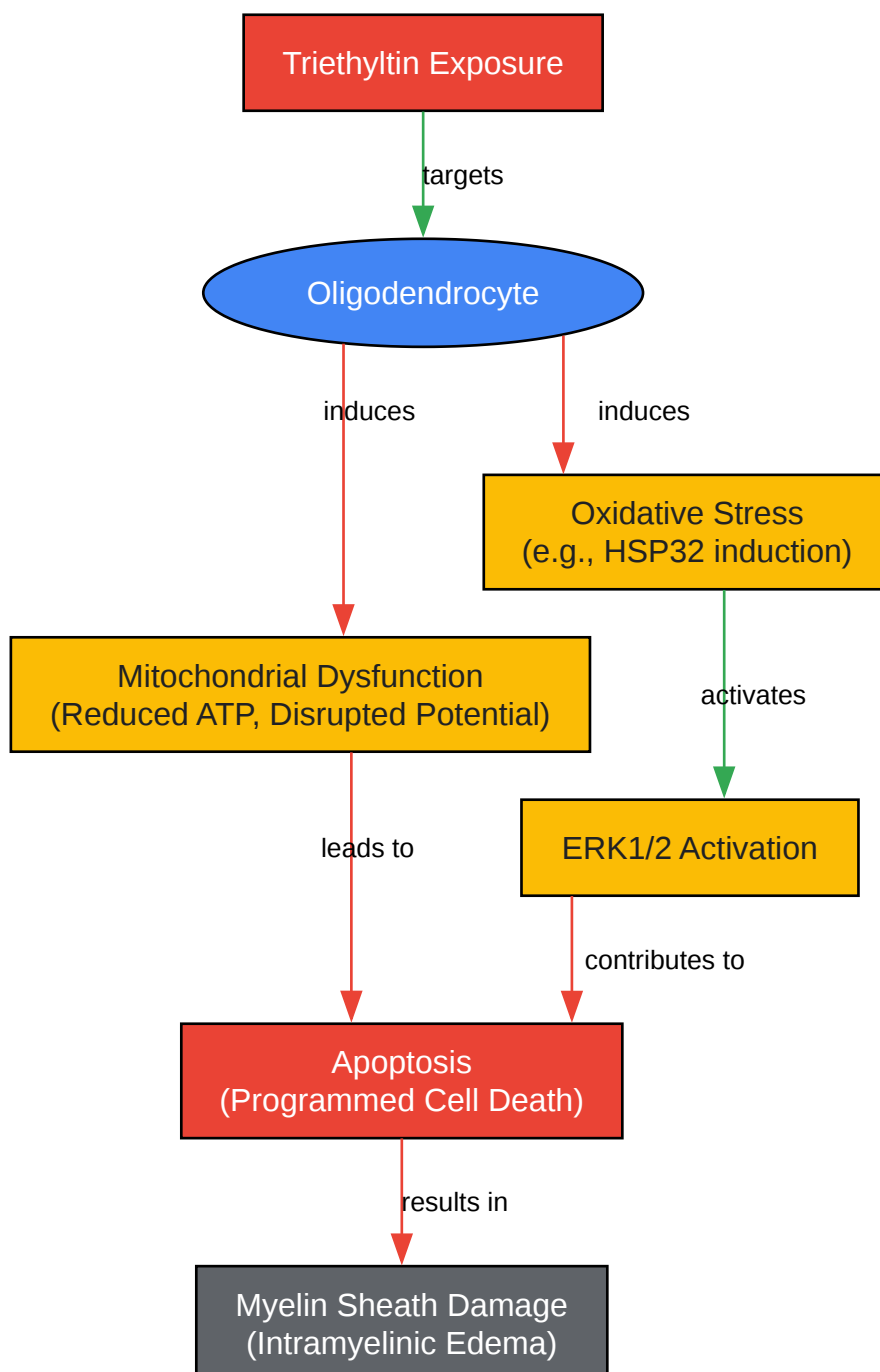 Triethyltin Exposure
targets
Oligodendrocyte
induces
induces
Oxidative Stress
(e.g., HSP32 induction)
Mitochondrial Dysfunction
(Reduced ATP, Disrupted Potential)
activates
leads to
ERK1/2 Activation
contributes to
Apoptosis
(Programmed Cell Death)
results in
Myelin Sheath Damage
(Intramyelinic Edema)